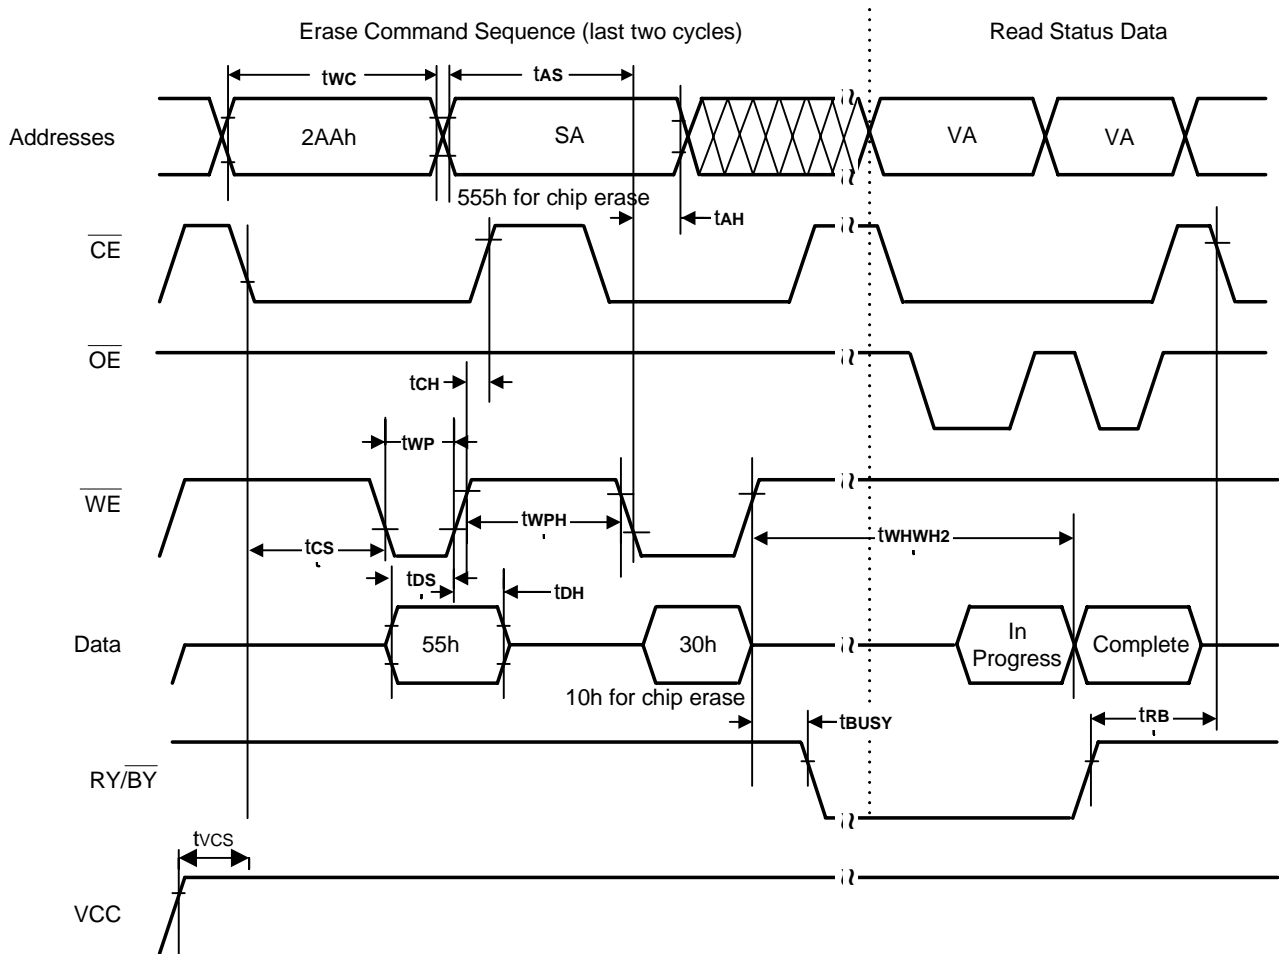 Erase Command Sequence (last two cycles)
Read Status Data
tWC
tAS
Addresses
2AAh
SA
VA
VA
555h for chip erase
tAH
CE
OE
tCH
tWP
WE
tWPH
tCS
tWHWH2
tDS
tDH
Data
55h
30h
In
Progress
Complete
10h for chip erase
tBUSY
tRB
RY/BY
tVCS
VCC